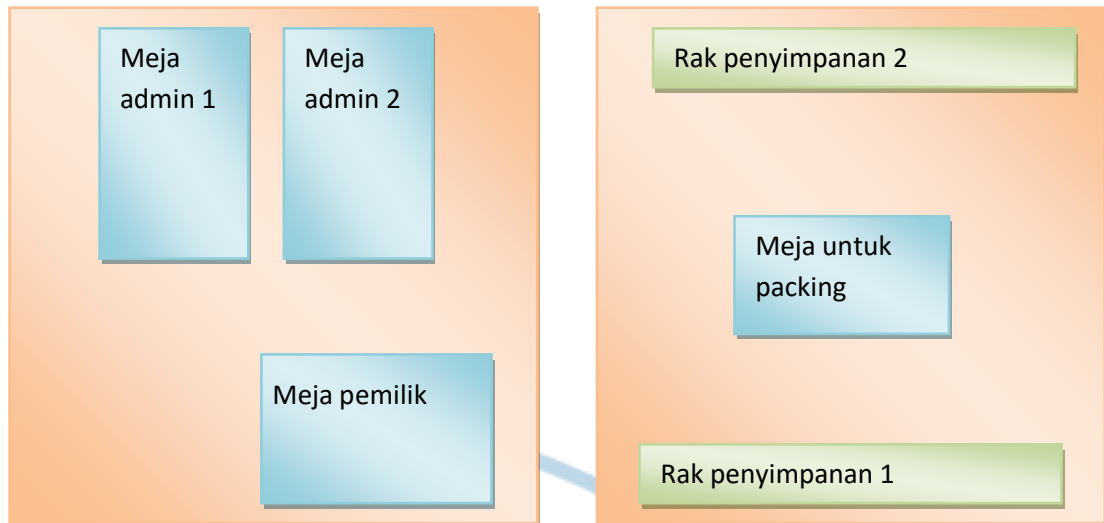 Meja
admin 1
Meja
admin 2
Meja pemilik
Rak penyimpanan 2
Meja untuk
packing
Rak penyimpanan 1